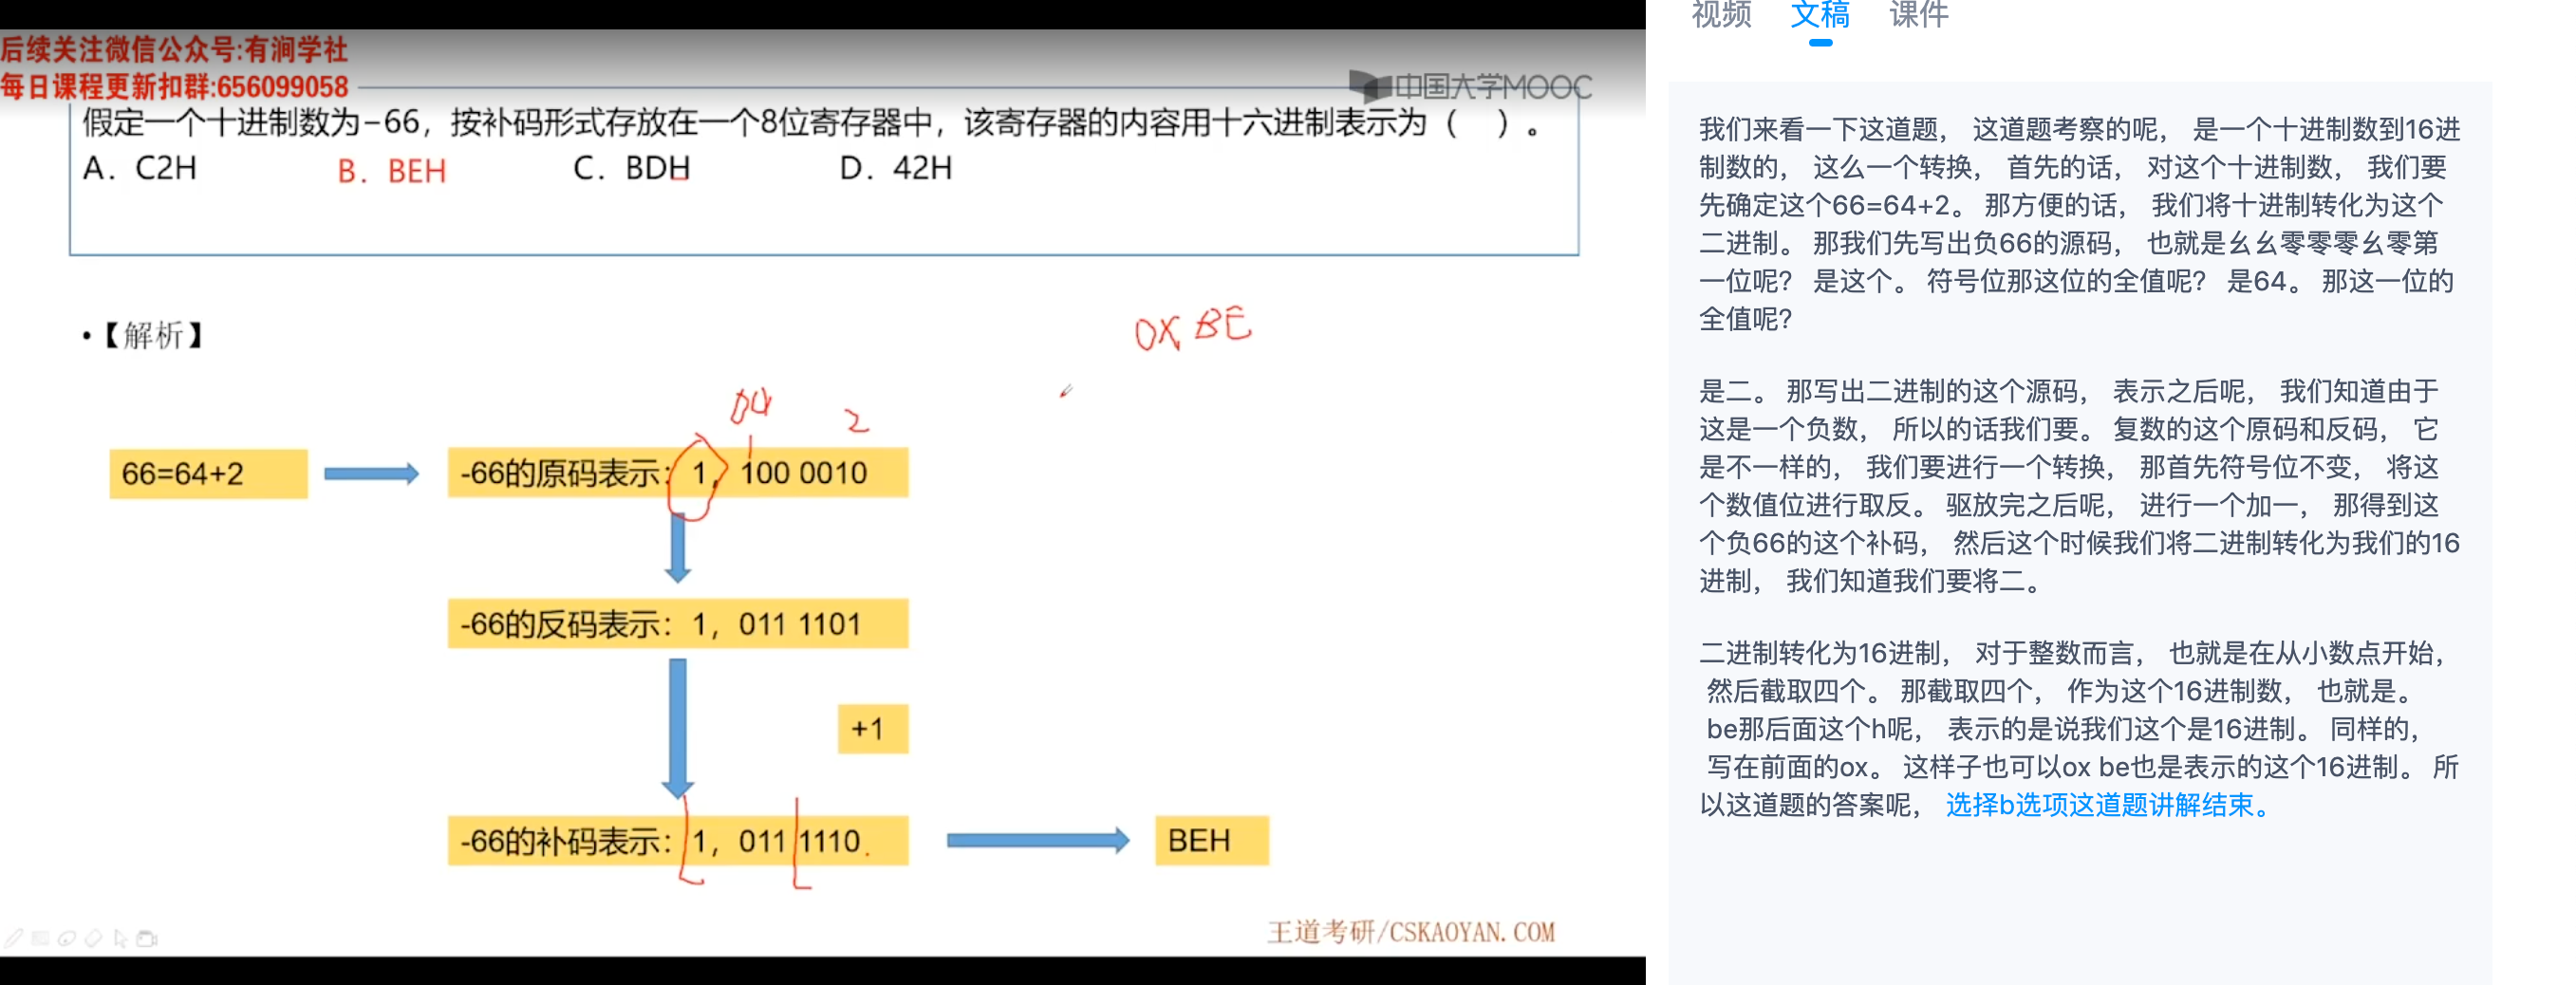 后续关注微信公众号:有涧学社
每日课程更新扣群:656099058
中国大学MOOC
假定一个十进制数为-66，按补码形式存放在一个8位寄存器中，该寄存器的内容用十六进制表示为（ ）。
A. C2H B. BEH C. BDH D. 42H
•【解析】
0X BE
64 2
66=64+2
-66的原码表示：1，100 0010
-66的反码表示：1，011 1101
+1
-66的补码表示：1，011 1110
BEH
王道考研/CSKAOYAN.COM
视频 文稿 课件
我们来看一下这道题， 这道题考察的呢， 是一个十进制数到16进
制数的， 这么一个转换， 首先的话， 对这个十进制数， 我们要
先确定这个66=64+2。 那方便的话， 我们将十进制转化为这个
二进制。 那我们先写出负66的源码， 也就是幺幺零零零幺零第
一位呢？ 是这个。 符号位那这位的全值呢？ 是64。 那这一位的
全值呢？
是二。 那写出二进制的这个源码， 表示之后呢， 我们知道由于
这是一个负数， 所以的话我们要。 复数的这个原码和反码， 它
是不一样的， 我们要进行一个转换， 那首先符号位不变， 将这
个数值位进行取反。 驱放完之后呢， 进行一个加一， 那得到这
个负66的这个补码， 然后这个时候我们将二进制转化为我们的16
进制， 我们知道我们要将二。
二进制转化为16进制， 对于整数而言， 也就是在从小数点开始，
然后截取四个。 那截取四个， 作为这个16进制数， 也就是。
be那后面这个h呢， 表示的是说我们这个是16进制。 同样的，
写在前面的ox。 这样子也可以ox be也是表示的这个16进制。 所
以这道题的答案呢， 选择b选项这道题讲解结束。